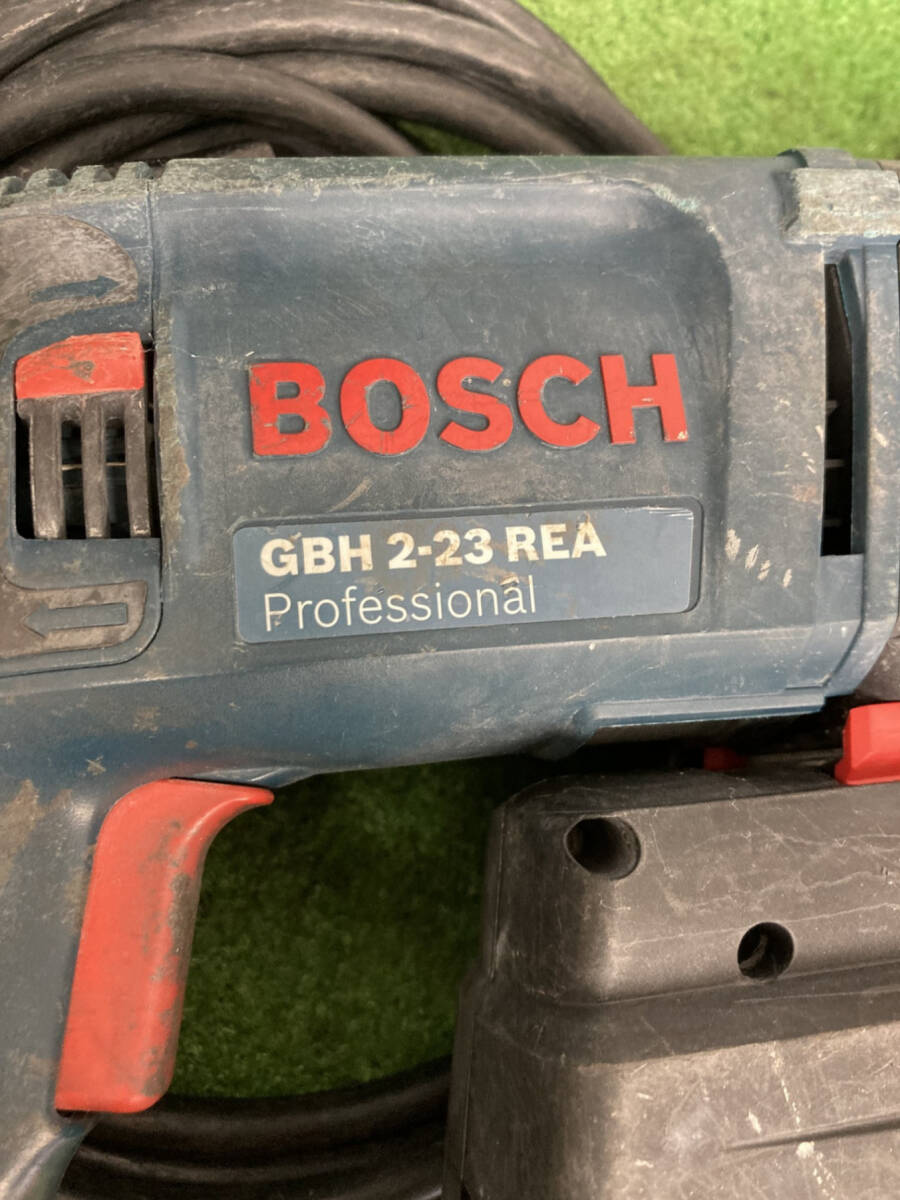 BOSCH
GBH 2-23 REA
Professional